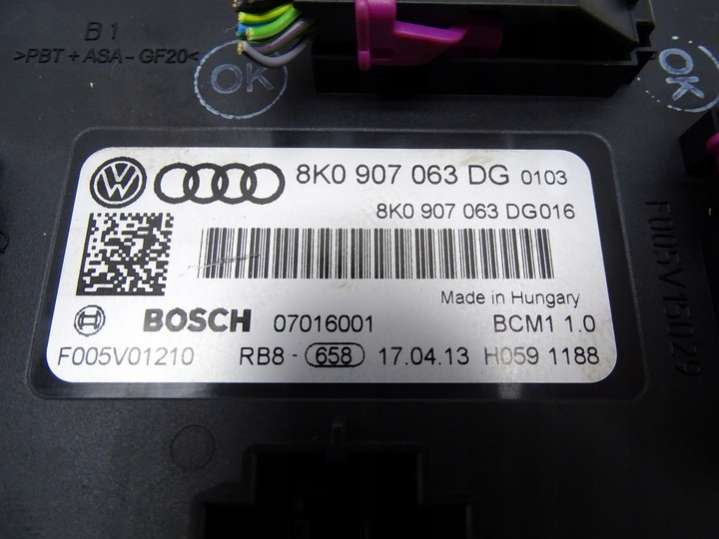 B1
>PBT + ASA - GF20<
OK
OK
8K0 907 063 DG 0103
8K0 907 063 DG016
Made in Hungary
BOSCH 07016001 BCM1 1.0
F005V01210 RB8 - 658 17.04.13 H059 1188
F005V15029